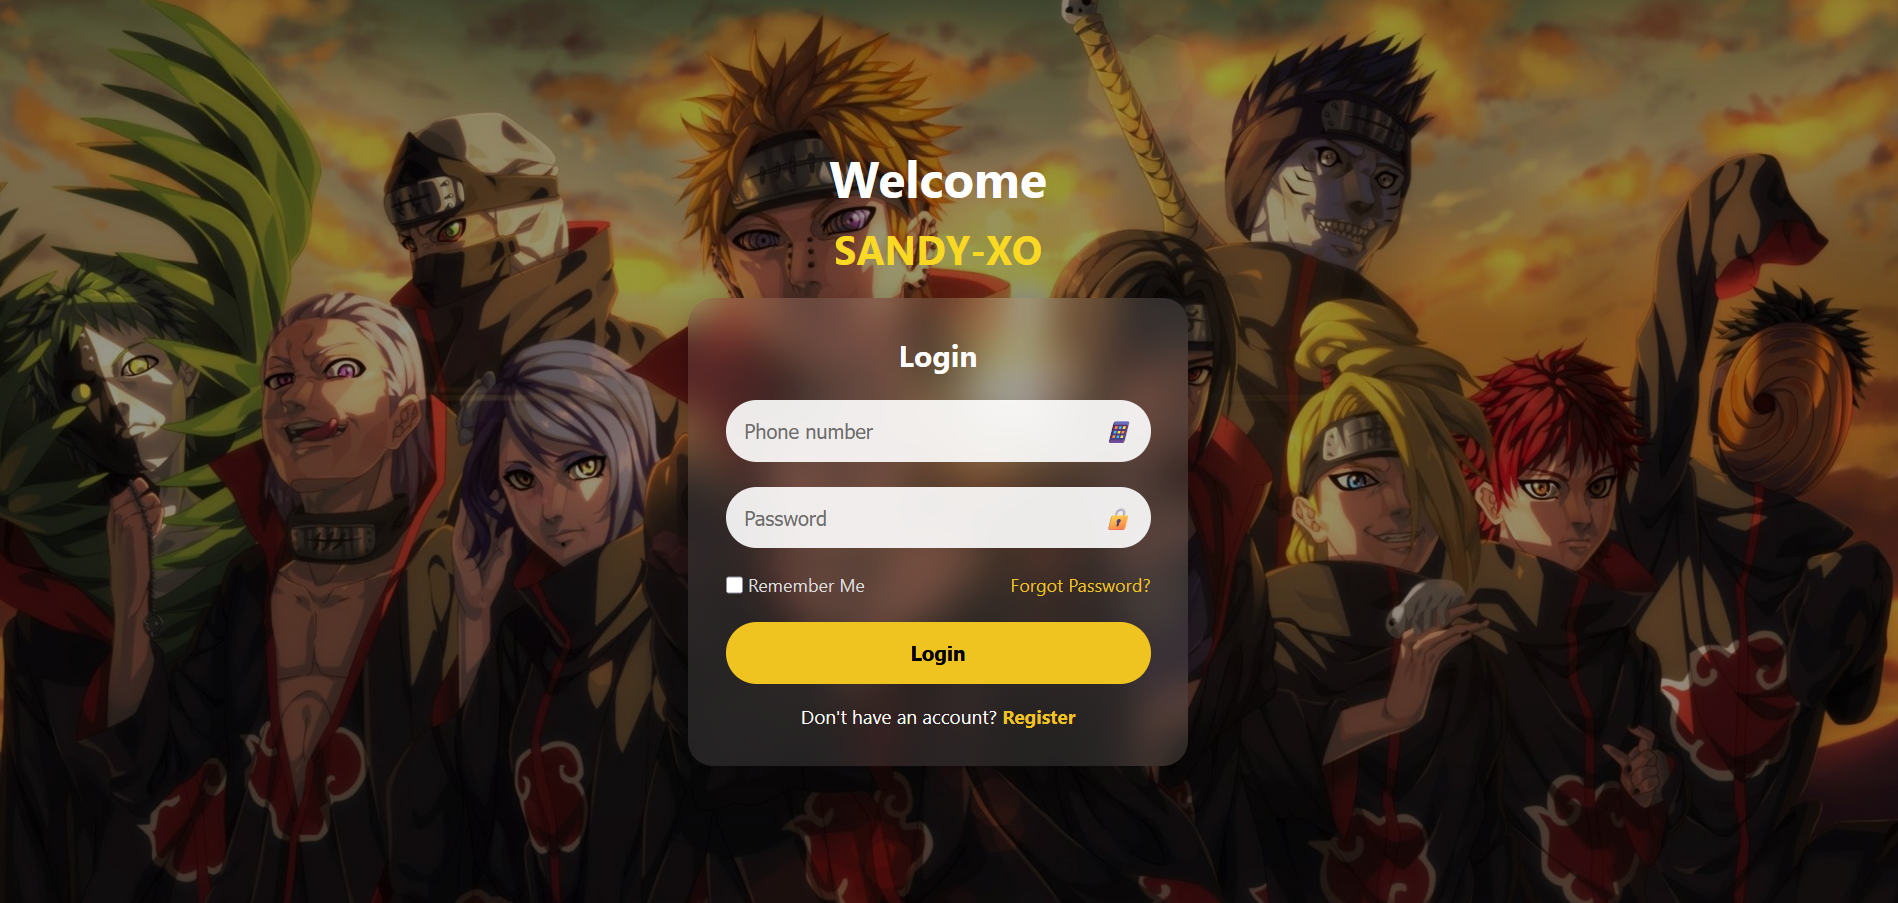 Welcome
SANDY-XO
Login
Phone number
Password
Remember Me
Forgot Password?
Login
Don't have an account? Register